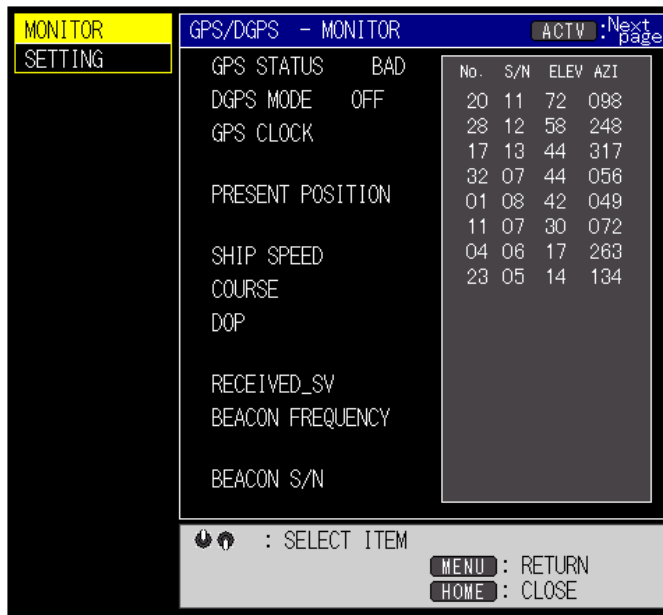 MONITOR
SETTING
GPS/DGPS - MONITOR ACTV :Next page
GPS STATUS BAD
DGPS MODE OFF
GPS CLOCK
PRESENT POSITION
SHIP SPEED
COURSE
DOP
RECEIVED_SV
BEACON FREQUENCY
BEACON S/N
No. S/N ELEV AZI
20 11 72 098
28 12 58 248
17 13 44 317
32 07 44 056
01 08 42 049
11 07 30 072
04 06 17 263
23 05 14 134
: SELECT ITEM
MENU : RETURN
HOME : CLOSE